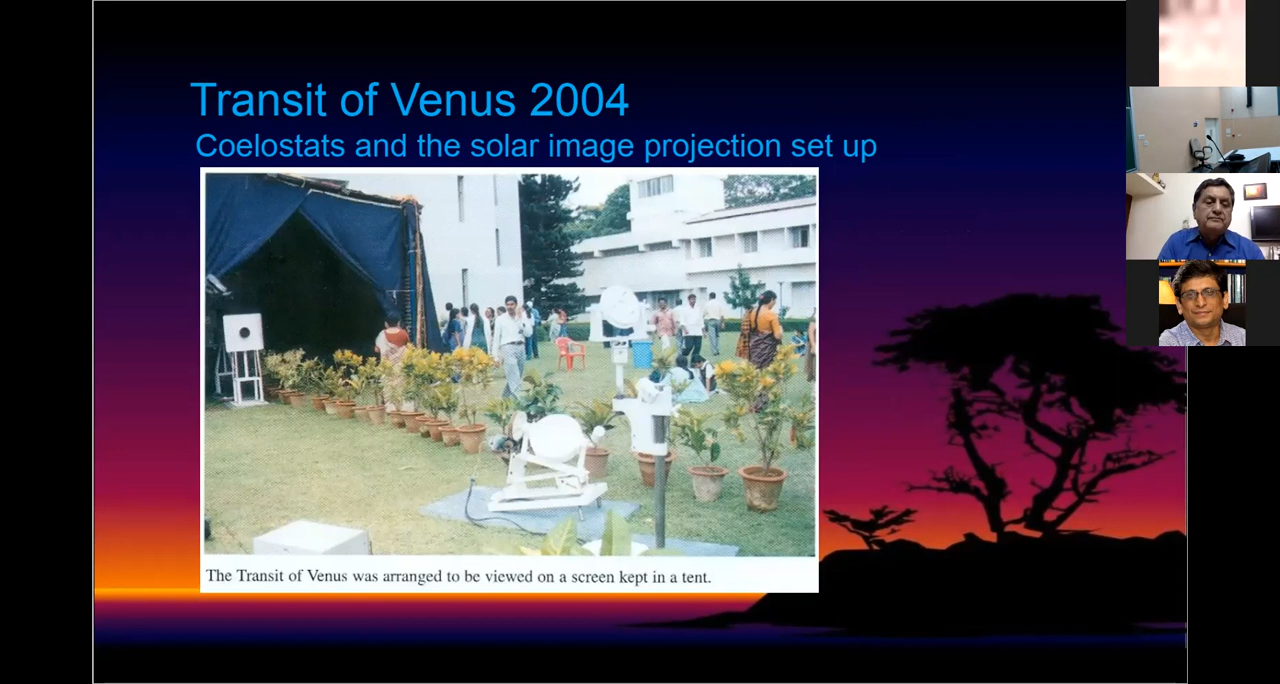 Transit of Venus 2004
Coelostats and the solar image projection set up
The Transit of Venus was arranged to be viewed on a screen kept in a tent.